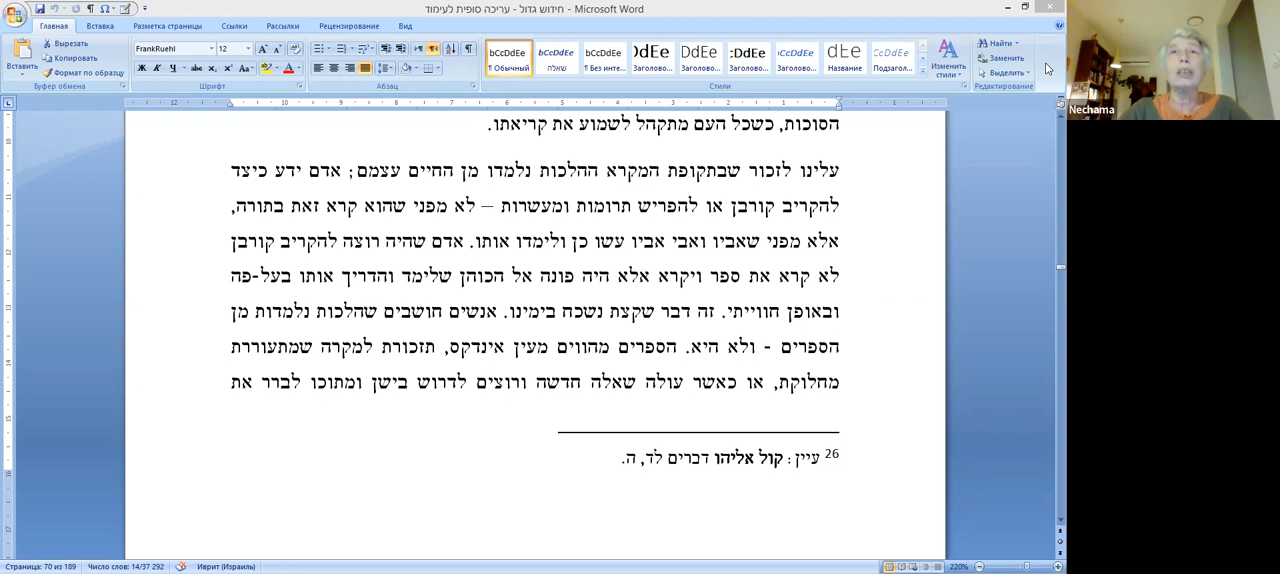 חידוש גדול - עריכה סופית לעימוד - Microsoft Word
Главная Вставка Разметка страницы Ссылки Рассылки Рецензирование Вид
Вставить
Вырезать
Копировать
Формат по образцу
Буфер обмена
FrankRuehl 12
Шрифт
Абзац
bCcDdEe bCcDdEe bCcDdEe
¶ Обычный שאלה ¶ Без инте... Заголово... Заголово... Заголово... Заголово... Название Подзагол...
Стили
Изменить стили
Найти
Заменить
Выделить
Редактирование
Nechama
הסוכות, כשכל העם מתקהל לשמוע את קריאתו.
עלינו לזכור שבתקופת המקרא ההלכות נלמדו מן החיים עצמם; אדם ידע כיצד
להקריב קורבן או להפריש תרומות ומעשרות – לא מפני שהוא קרא זאת בתורה,
אלא מפני שאביו ואבי אביו עשו כן ולימדו אותו. אדם שהיה רוצה להקריב קורבן
לא קרא את ספר ויקרא אלא היה פונה אל הכוהן שלימד והדריך אותו בעל-פה
ובאופן חווייתי. זה דבר שקצת נשכח בימינו. אנשים חושבים שהלכות נלמדות מן
הספרים - ולא היא. הספרים מהווים מעין אינדקס, תזכורת למקרה שמתעוררת
מחלוקת, או כאשר עולה שאלה חדשה ורוצים לדרוש בישן ומתוכו לברר את
26 עיין: קול אליהו דברים לד, ה.
Страница: 70 из 189 Число слов: 14/37 292 Иврит (Израиль) 220%